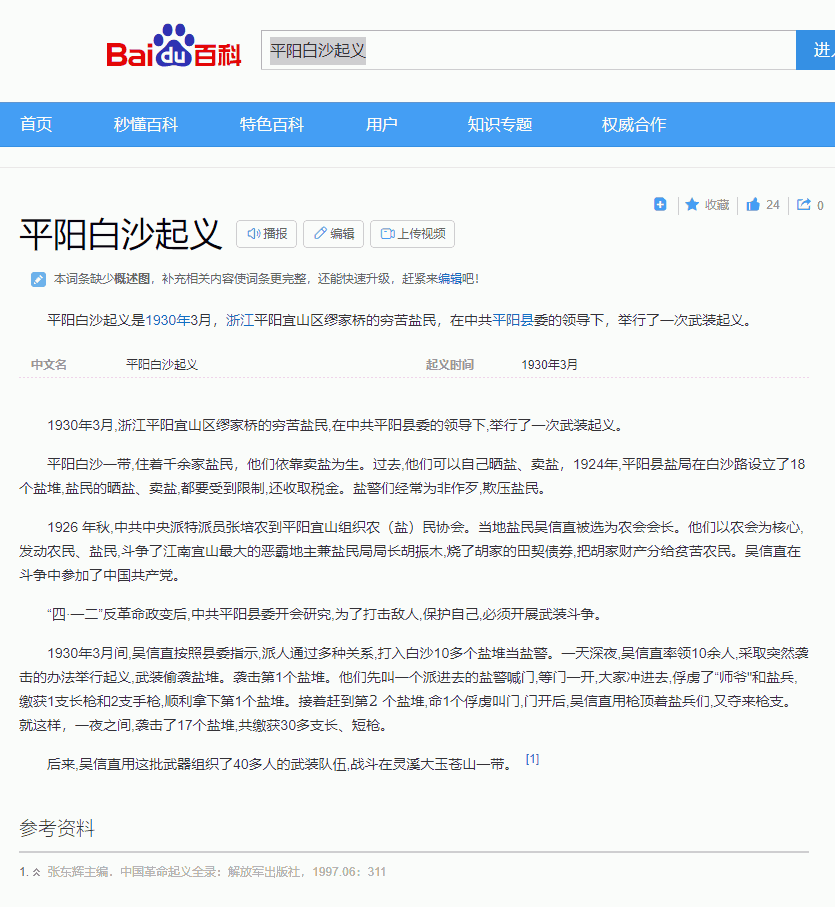 Bai du 百科
平阳白沙起义
首页 秒懂百科 特色百科 用户 知识专题 权威合作
收藏 24 0
平阳白沙起义 播报 编辑 上传视频
本词条缺少概述图，补充相关内容使词条更完整，还能快速升级，赶紧来编辑吧！
平阳白沙起义是1930年3月，浙江平阳宜山区缪家桥的穷苦盐民，在中共平阳县委的领导下，举行了一次武装起义。
中文名 平阳白沙起义 起义时间 1930年3月
1930年3月,浙江平阳宜山区缪家桥的穷苦盐民,在中共平阳县委的领导下,举行了一次武装起义。
平阳白沙一带,住着千余家盐民，他们依靠卖盐为生。过去,他们可以自己晒盐、卖盐，1924年,平阳县盐局在白沙路设立了18
个盐堆,盐民的晒盐、卖盐,都要受到限制,还收取税金。盐警们经常为非作歹,欺压盐民。
1926 年秋,中共中央派特派员张培农到平阳宜山组织农（盐）民协会。当地盐民吴信直被选为农会会长。他们以农会为核心,
发动农民、盐民,斗争了江南宜山最大的恶霸地主兼盐民局局长胡振木,烧了胡家的田契债券,把胡家财产分给贫苦农民。吴信直在
斗争中参加了中国共产党。
“四·一二”反革命政变后,中共平阳县委开会研究,为了打击敌人,保护自己,必须开展武装斗争。
1930年3月间,吴信直按照县委指示,派人通过多种关系,打入白沙10多个盐堆当盐警。一天深夜,吴信直率领10余人,采取突然袭
击的办法举行起义,武装偷袭盐堆。袭击第1个盐堆。他们先叫一个派进去的盐警喊门,等门一开,大家冲进去,俘虏了“师爷”和盐兵,
缴获1支长枪和2支手枪,顺利拿下第1个盐堆。接着赶到第2 个盐堆,命1个俘虏叫门,门开后,吴信直用枪顶着盐兵们,又夺来枪支。
就这样，一夜之间,袭击了17个盐堆,共缴获30多支长、短枪。
后来,吴信直用这批武器组织了40多人的武装队伍,战斗在灵溪大玉苍山一带。 [1]
参考资料
1. 张东辉主编．中国革命起义全录：解放军出版社，1997.06：311